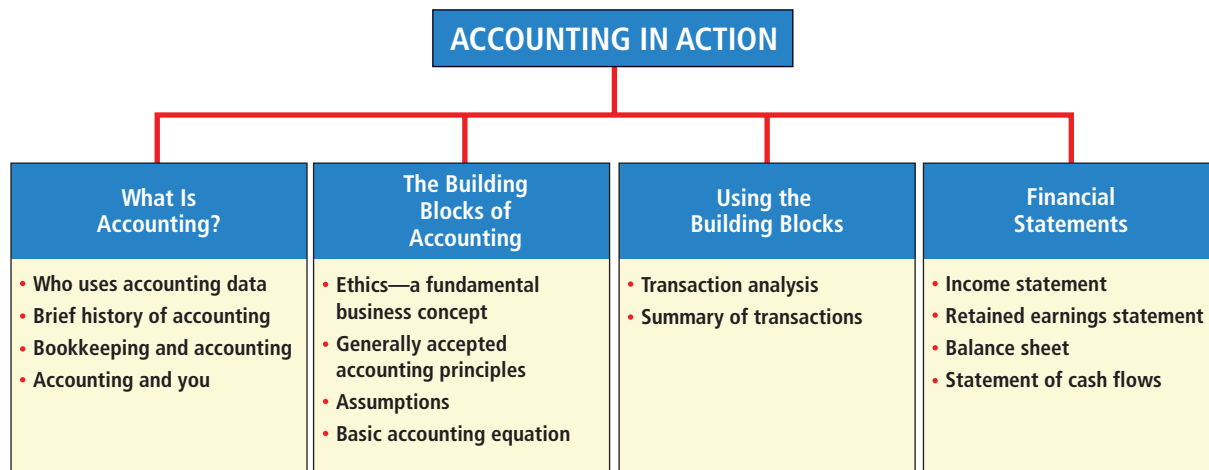 ACCOUNTING IN ACTION
What Is
Accounting?
• Who uses accounting data
• Brief history of accounting
• Bookkeeping and accounting
• Accounting and you
The Building
Blocks of
Accounting
• Ethics—a fundamental
business concept
• Generally accepted
accounting principles
• Assumptions
• Basic accounting equation
Using the
Building Blocks
• Transaction analysis
• Summary of transactions
Financial
Statements
• Income statement
• Retained earnings statement
• Balance sheet
• Statement of cash flows